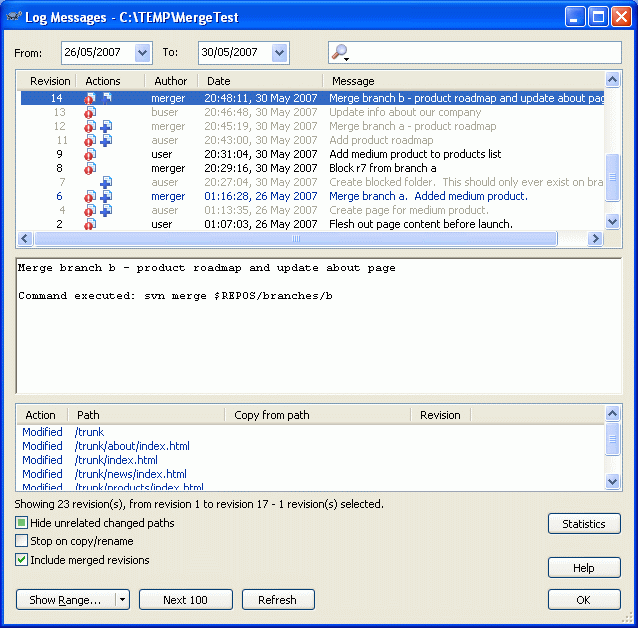 Log Messages - C:\TEMP\MergeTest
From: 26/05/2007 To: 30/05/2007
Revision Actions Author Date Message
14 merger 20:48:11, 30 May 2007 Merge branch b - product roadmap and update about pag
13 buser 20:46:48, 30 May 2007 Update info about our company
12 merger 20:45:19, 30 May 2007 Merge branch a - product roadmap
11 auser 20:43:00, 30 May 2007 Add product roadmap
9 user 20:31:04, 30 May 2007 Add medium product to products list
8 merger 20:29:16, 30 May 2007 Block r7 from branch a
7 auser 20:27:04, 30 May 2007 Create blocked folder. This should only ever exist on bra
6 merger 01:16:28, 26 May 2007 Merge branch a. Added medium product.
4 auser 01:13:35, 26 May 2007 Create page for medium product.
2 user 01:07:03, 26 May 2007 Flesh out page content before launch.
Merge branch b - product roadmap and update about page
Command executed: svn merge $REPOS/branches/b
Action Path Copy from path Revision
Modified /trunk
Modified /trunk/about/index.html
Modified /trunk/index.html
Modified /trunk/news/index.html
Modified /trunk/products/index.html
Showing 23 revision(s), from revision 1 to revision 17 - 1 revision(s) selected.
Hide unrelated changed paths
Statistics
Stop on copy/rename
Include merged revisions
Help
Show Range... Next 100 Refresh OK